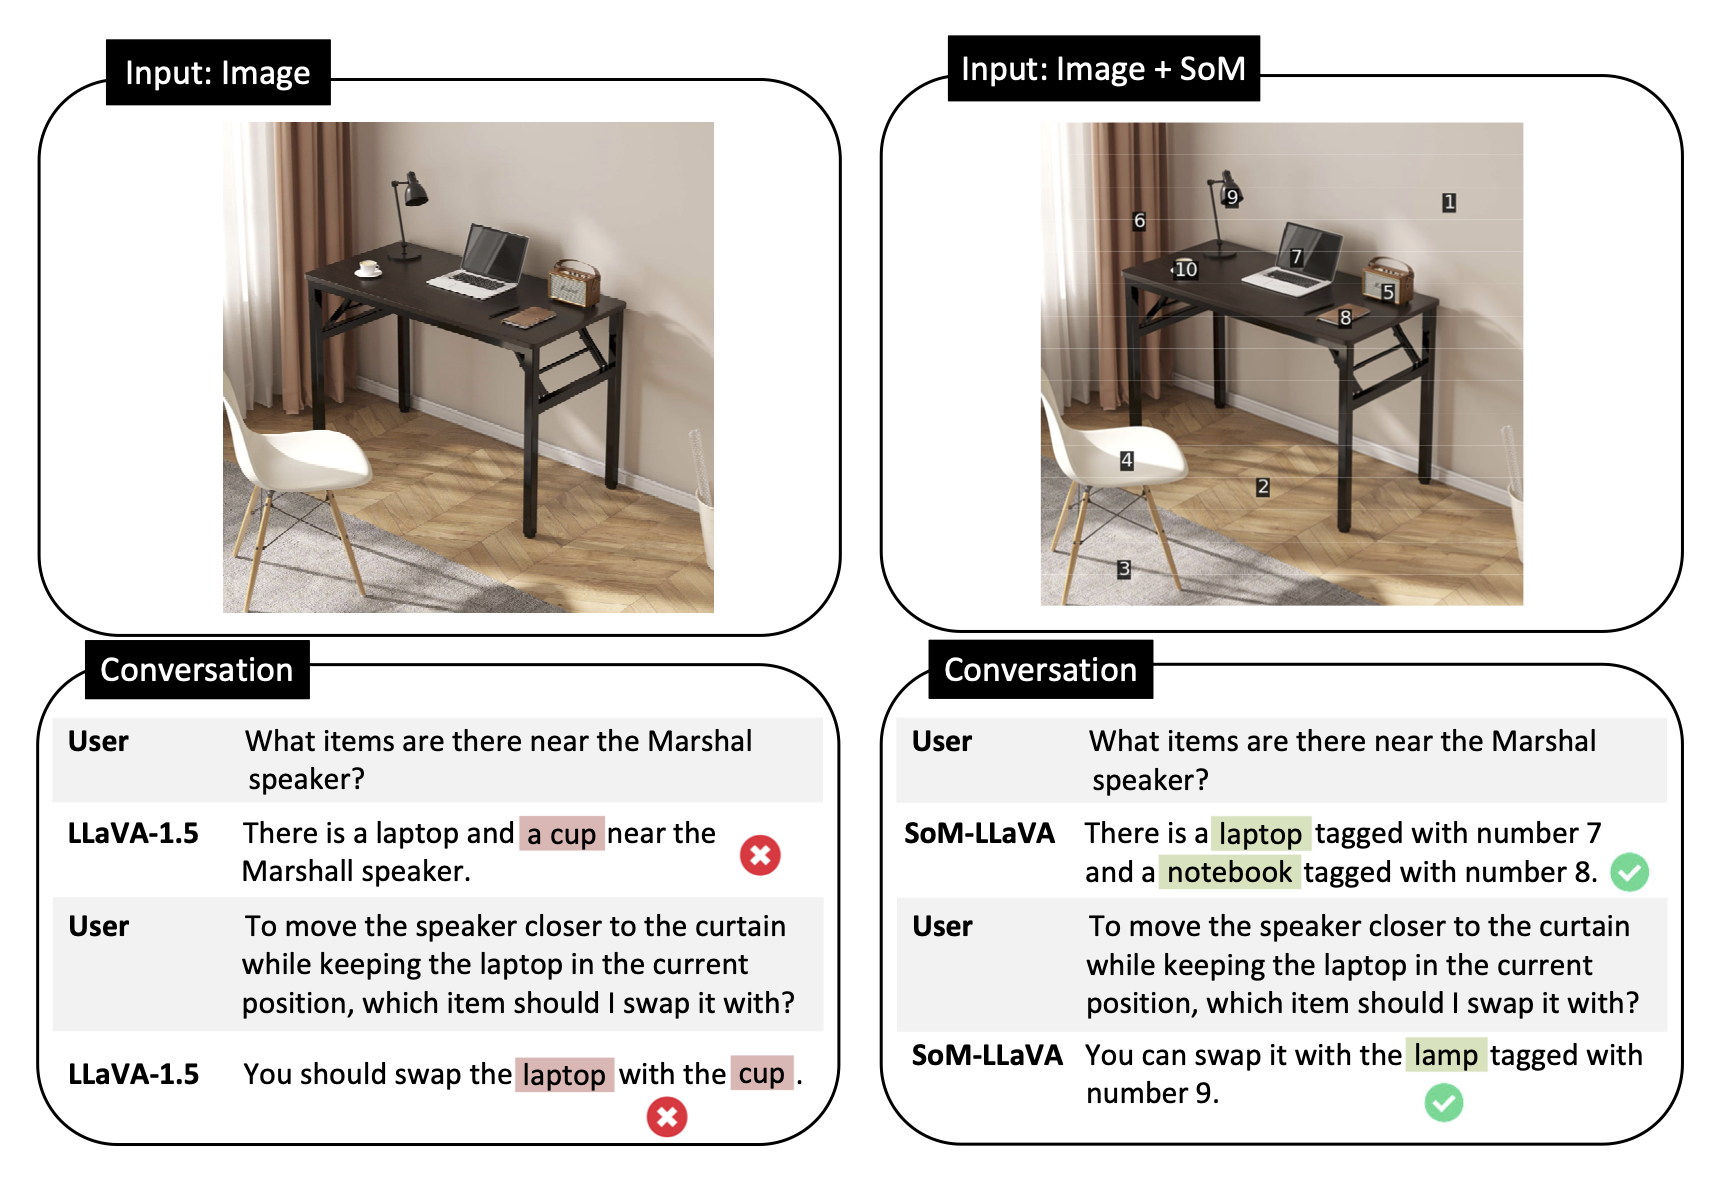 Input: Image
Conversation
User What items are there near the Marshal
speaker?
LLaVA-1.5 There is a laptop and a cup near the
Marshall speaker.
User To move the speaker closer to the curtain
while keeping the laptop in the current
position, which item should I swap it with?
LLaVA-1.5 You should swap the laptop with the cup .
Input: Image + SoM
1
9
6
7
10
5
8
4
2
3
Conversation
User What items are there near the Marshal
speaker?
SoM-LLaVA There is a laptop tagged with number 7
and a notebook tagged with number 8.
User To move the speaker closer to the curtain
while keeping the laptop in the current
position, which item should I swap it with?
SoM-LLaVA You can swap it with the lamp tagged with
number 9.